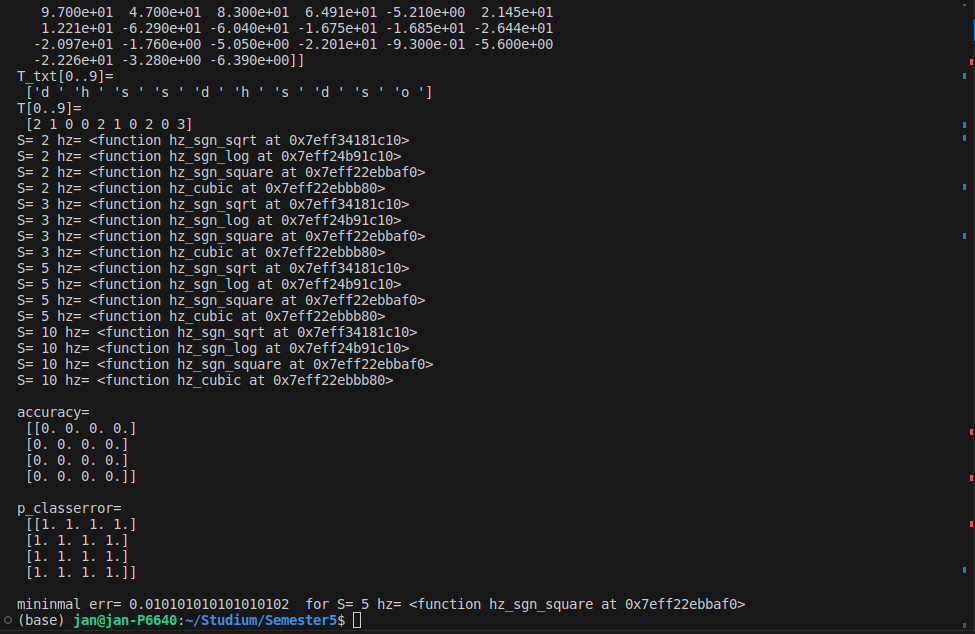 9.700e+01  4.700e+01  8.300e+01  6.491e+01 -5.210e+00  2.145e+01
1.221e+01 -6.290e+01 -6.040e+01 -1.675e+01 -1.685e+01 -2.644e+01
-2.097e+01 -1.760e+00 -5.050e+00 -2.201e+01 -9.300e-01 -5.600e+00
-2.226e+01 -3.280e+00 -6.390e+00]]
T_txt[0..9]=
['d ' 'h ' 's ' 's ' 'd ' 'h ' 's ' 'd ' 's ' 'o ']
T[0..9]=
[2 1 0 0 2 1 0 2 0 3]
S= 2 hz= <function hz_sgn_sqrt at 0x7eff34181c10>
S= 2 hz= <function hz_sgn_log at 0x7eff24b91c10>
S= 2 hz= <function hz_sgn_square at 0x7eff22ebbaf0>
S= 2 hz= <function hz_cubic at 0x7eff22ebbb80>
S= 3 hz= <function hz_sgn_sqrt at 0x7eff34181c10>
S= 3 hz= <function hz_sgn_log at 0x7eff24b91c10>
S= 3 hz= <function hz_sgn_square at 0x7eff22ebbaf0>
S= 3 hz= <function hz_cubic at 0x7eff22ebbb80>
S= 5 hz= <function hz_sgn_sqrt at 0x7eff34181c10>
S= 5 hz= <function hz_sgn_log at 0x7eff24b91c10>
S= 5 hz= <function hz_sgn_square at 0x7eff22ebbaf0>
S= 5 hz= <function hz_cubic at 0x7eff22ebbb80>
S= 10 hz= <function hz_sgn_sqrt at 0x7eff34181c10>
S= 10 hz= <function hz_sgn_log at 0x7eff24b91c10>
S= 10 hz= <function hz_sgn_square at 0x7eff22ebbaf0>
S= 10 hz= <function hz_cubic at 0x7eff22ebbb80>
accuracy=
[[0. 0. 0. 0.]
[0. 0. 0. 0.]
[0. 0. 0. 0.]
[0. 0. 0. 0.]]
p_classerror=
[[1. 1. 1. 1.]
[1. 1. 1. 1.]
[1. 1. 1. 1.]
[1. 1. 1. 1.]]
mininmal err= 0.010101010101010102  for S= 5 hz= <function hz_sgn_square at 0x7eff22ebbaf0>
(base) jan@jan-P6640:~/Studium/Semester5$